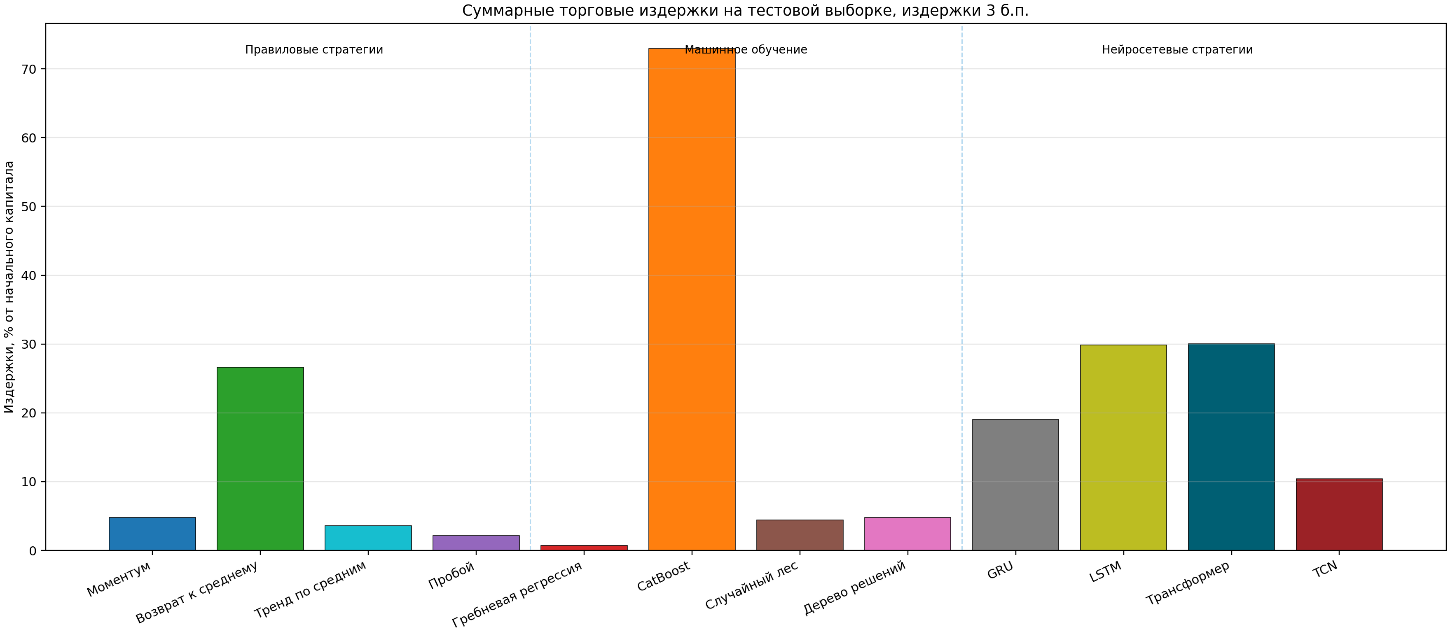 Суммарные торговые издержки на тестовой выборке, издержки 3 б.п.
Правиловые стратегии
Машинное обучение
Нейросетевые стратегии
Издержки, % от начального капитала
70
60
50
40
30
20
10
0
Моментум
Возврат к среднему
Тренд по средним
Пробой
Гребневая регрессия
CatBoost
Случайный лес
Дерево решений
GRU
LSTM
Трансформер
TCN